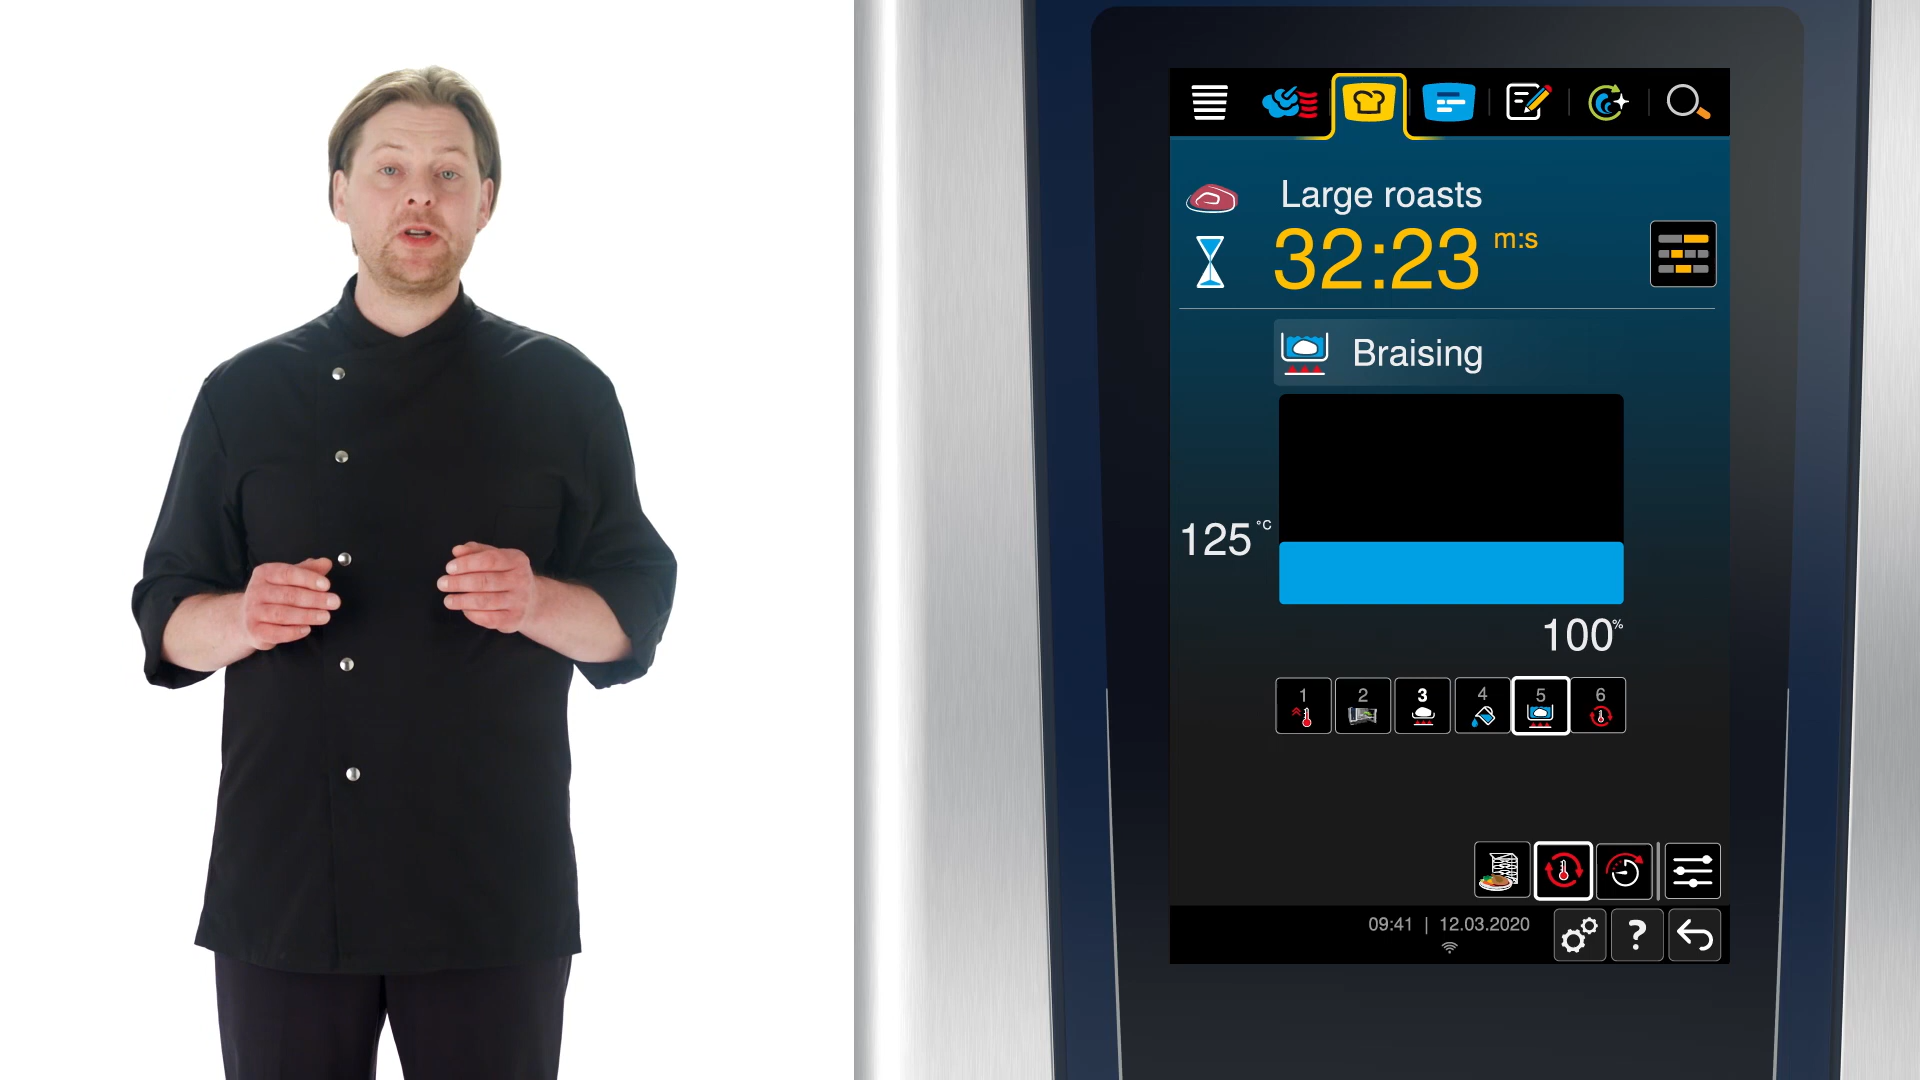 Large roasts
32:23 m:s
Braising
125 °C
100 %
1 2 3 4 5 6
09:41 | 12.03.2020
?